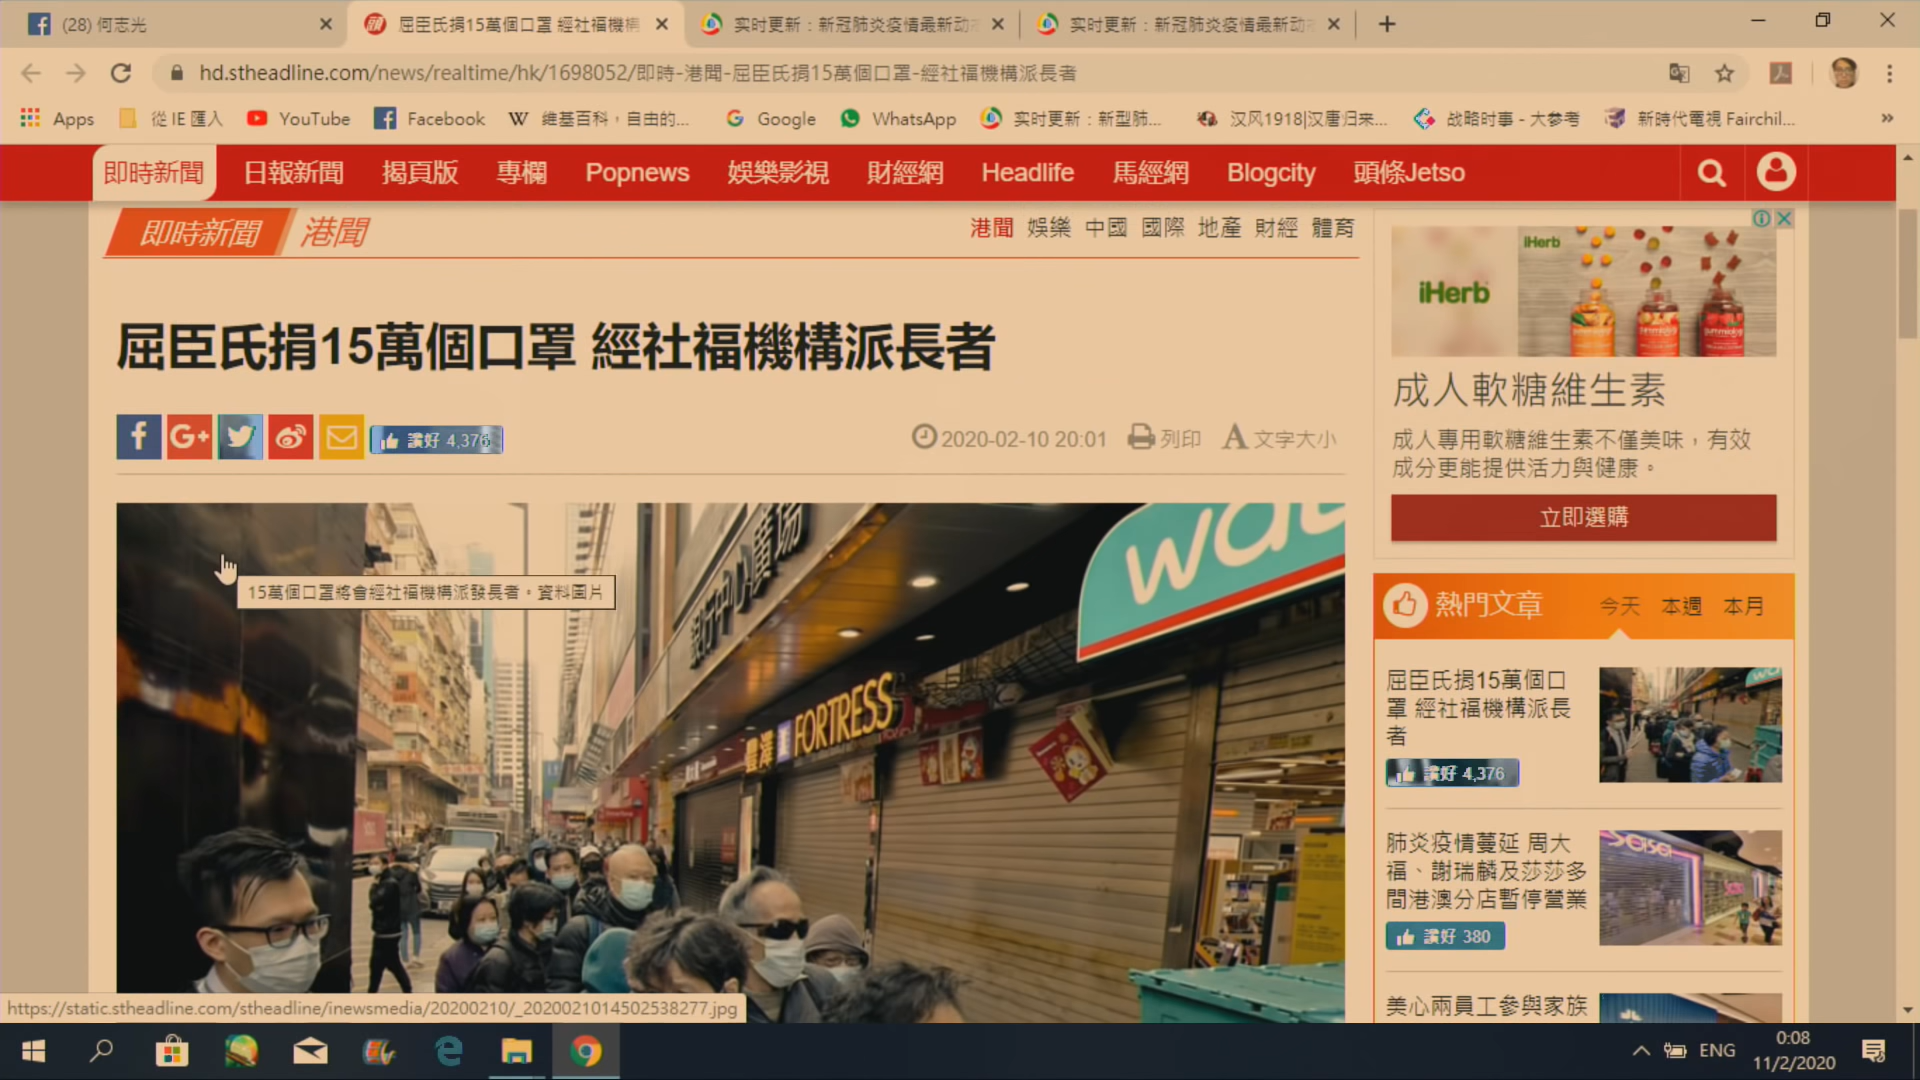 (28) 何志光
屈臣氏捐15萬個口罩 經社福機構
实时更新：新冠肺炎疫情最新动态
实时更新：新冠肺炎疫情最新动态
hd.stheadline.com/news/realtime/hk/1698052/即時-港聞-屈臣氏捐15萬個口罩-經社福機構派長者
Apps 從 IE 匯入 YouTube Facebook 維基百科，自由的... Google WhatsApp 实时更新：新型肺... 汉风1918|汉唐归来... 战略时事 - 大参考 新時代電視 Fairchil...
即時新聞 日報新聞 揭頁版 專欄 Popnews 娛樂影視 財經網 Headlife 馬經網 Blogcity 頭條Jetso
即時新聞 港聞
港聞 娛樂 中國 國際 地產 財經 體育
屈臣氏捐15萬個口罩 經社福機構派長者
讚好 4,376
2020-02-10 20:01 列印 文字大小
15萬個口罩將會經社福機構派發長者。資料圖片
豐澤 FORTRESS
iHerb
iHerb
成人軟糖維生素
成人專用軟糖維生素不僅美味，有效
成分更能提供活力與健康。
立即選購
熱門文章 今天 本週 本月
屈臣氏捐15萬個口
罩 經社福機構派長
者
讚好 4,376
肺炎疫情蔓延 周大
福、謝瑞麟及莎莎多
間港澳分店暫停營業
讚好 380
美心兩員工參與家族
https://static.stheadline.com/stheadline/inewsmedia/20200210/_2020021014502538277.jpg
ENG
0:08
11/2/2020